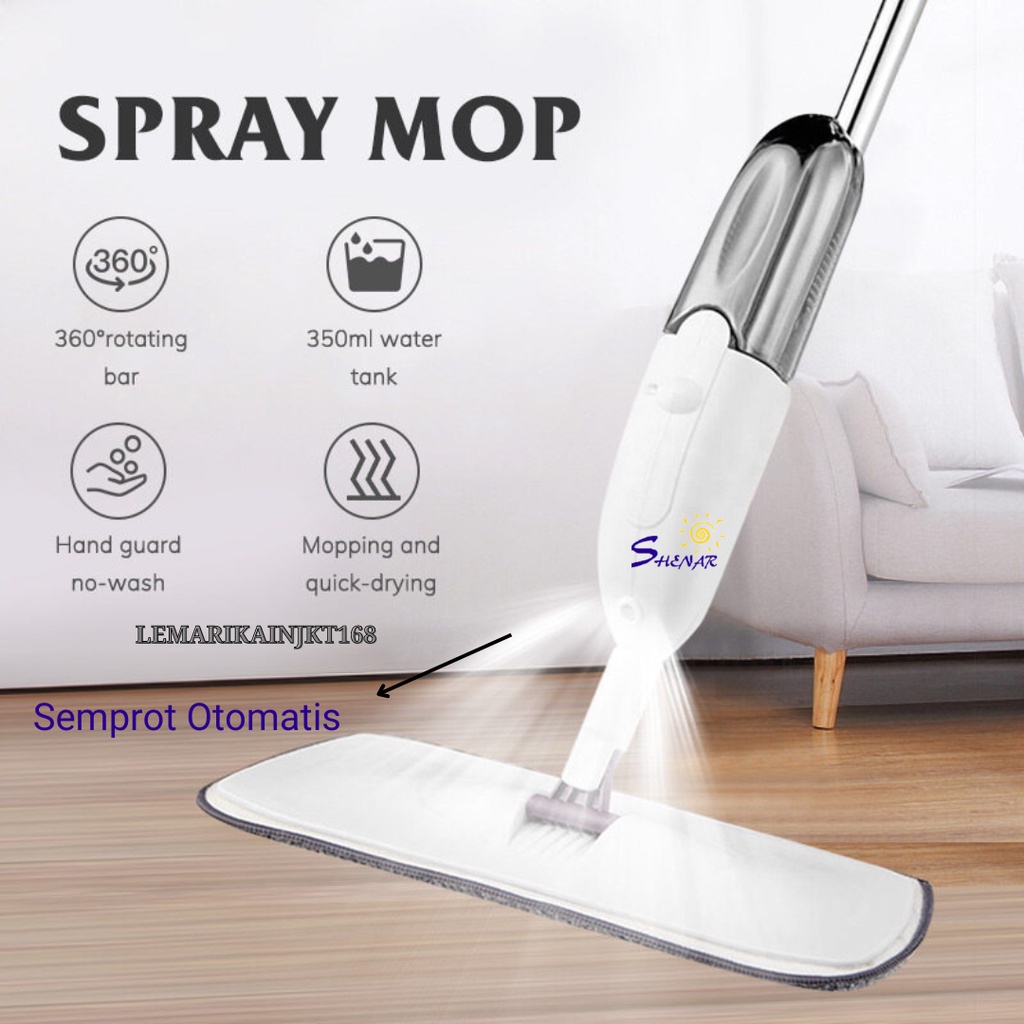 SPRAY MOP
360°
360°rotating
bar
350ml water
tank
Hand guard
no-wash
Mopping and
quick-drying
SHENAR
LEMARIKAINJKT168
Semprot Otomatis